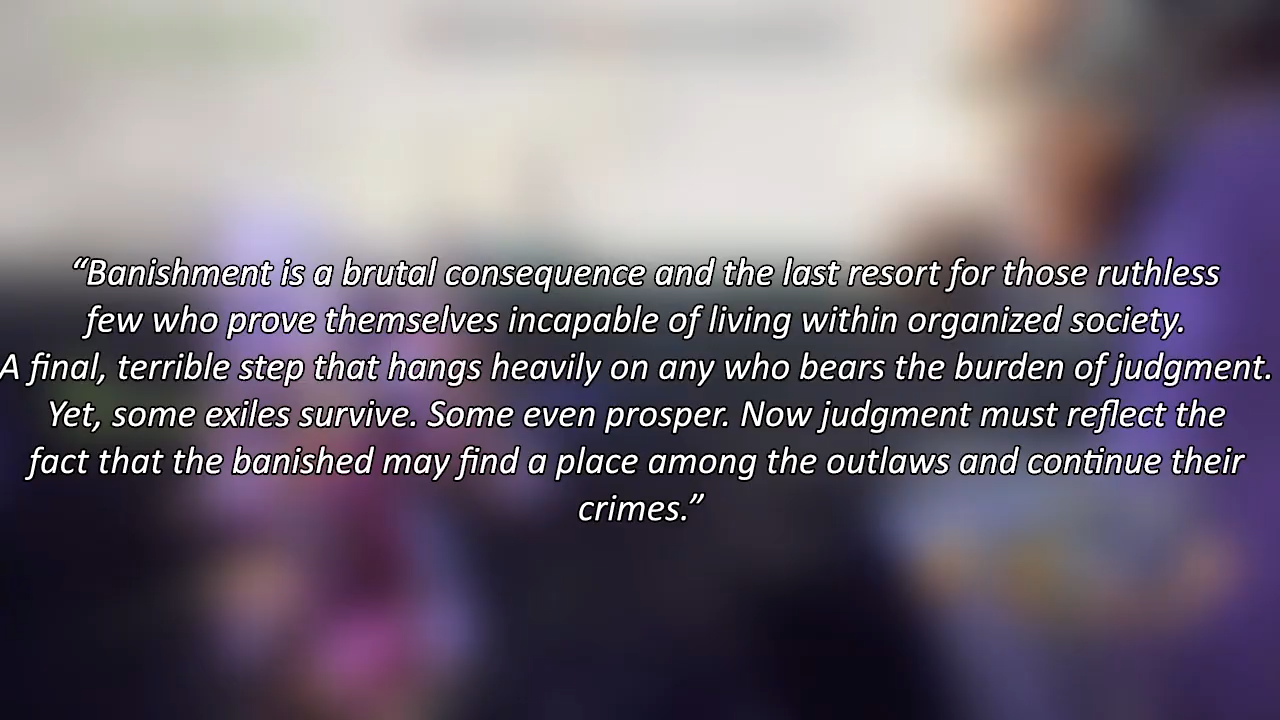 “Banishment is a brutal consequence and the last resort for those ruthless
few who prove themselves incapable of living within organized society.
A final, terrible step that hangs heavily on any who bears the burden of judgment.
Yet, some exiles survive. Some even prosper. Now judgment must reflect the
fact that the banished may find a place among the outlaws and continue their
crimes.”